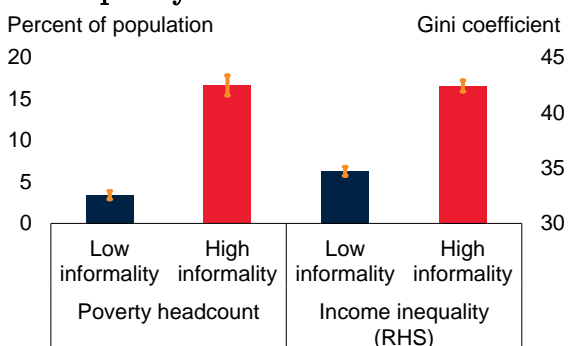 Percent of population Gini coefficient
20 45
15 40
10 35
5 30
0
Low informality High informality Low informality High informality
Poverty headcount Income inequality (RHS)